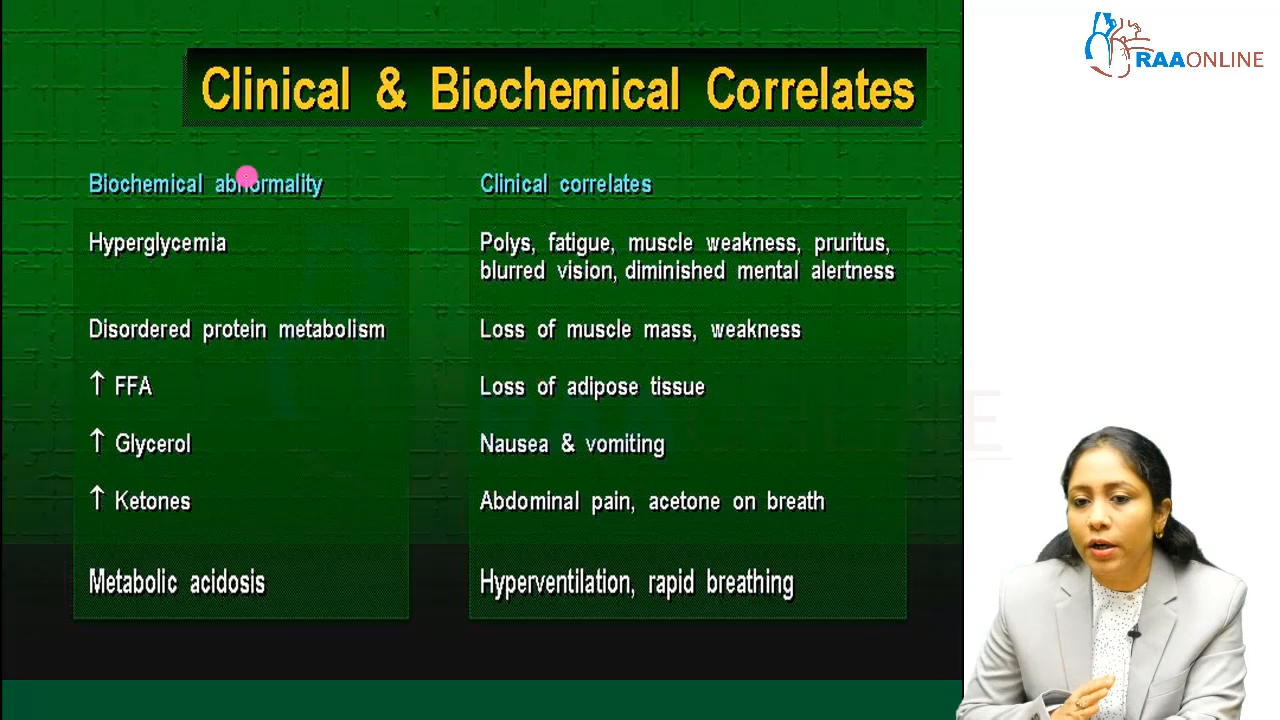 RAAONLINE
Clinical & Biochemical Correlates
Biochemical abnormality
Clinical correlates
Hyperglycemia
Polys, fatigue, muscle weakness, pruritus,
blurred vision, diminished mental alertness
Disordered protein metabolism
Loss of muscle mass, weakness
↑ FFA
Loss of adipose tissue
↑ Glycerol
Nausea & vomiting
↑ Ketones
Abdominal pain, acetone on breath
Metabolic acidosis
Hyperventilation, rapid breathing